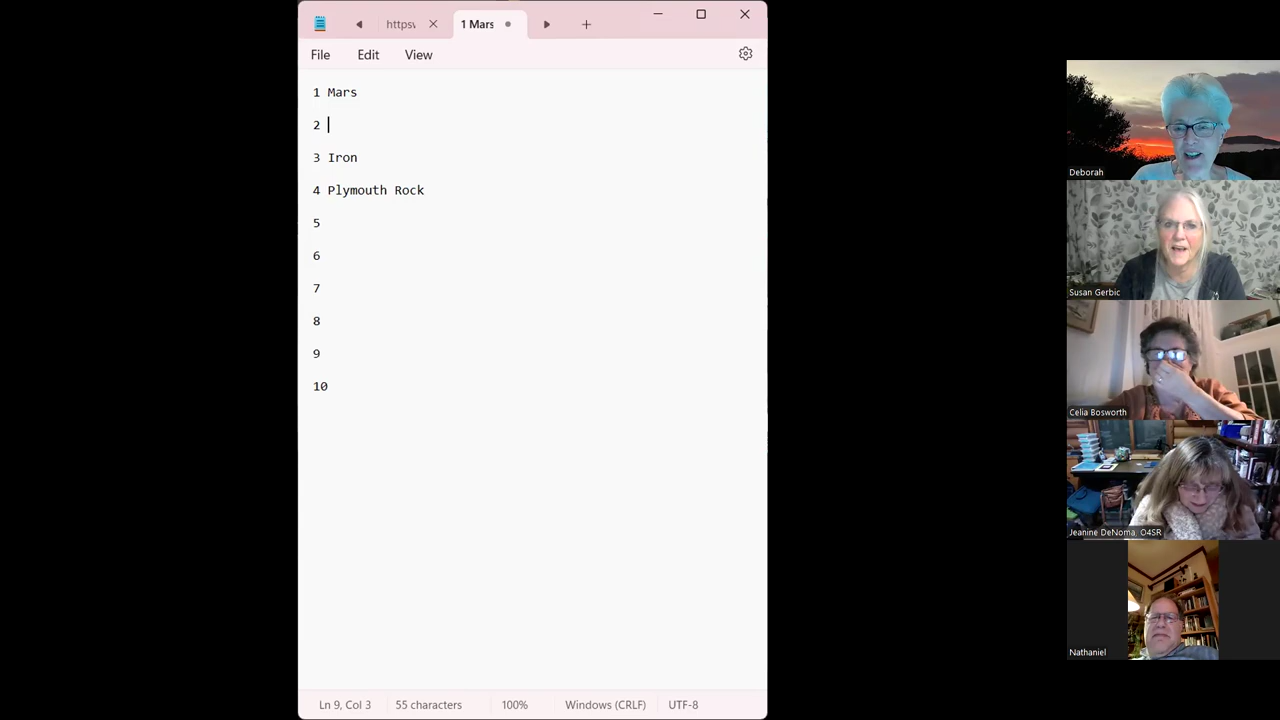 https\
1 Mars
File Edit View
1 Mars
2
3 Iron
4 Plymouth Rock
5
6
7
8
9
10
Ln 9, Col 3 55 characters 100% Windows (CRLF) UTF-8
Deborah
Susan Gerbic
Celia Bosworth
Jeanine DeNoma, O4SR
Nathaniel